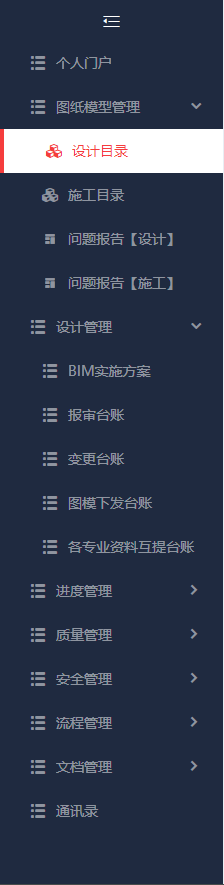 个人门户
图纸模型管理
设计目录
施工目录
问题报告【设计】
问题报告【施工】
设计管理
BIM实施方案
报审台账
变更台账
图模下发台账
各专业资料互提台账
进度管理
质量管理
安全管理
流程管理
文档管理
通讯录